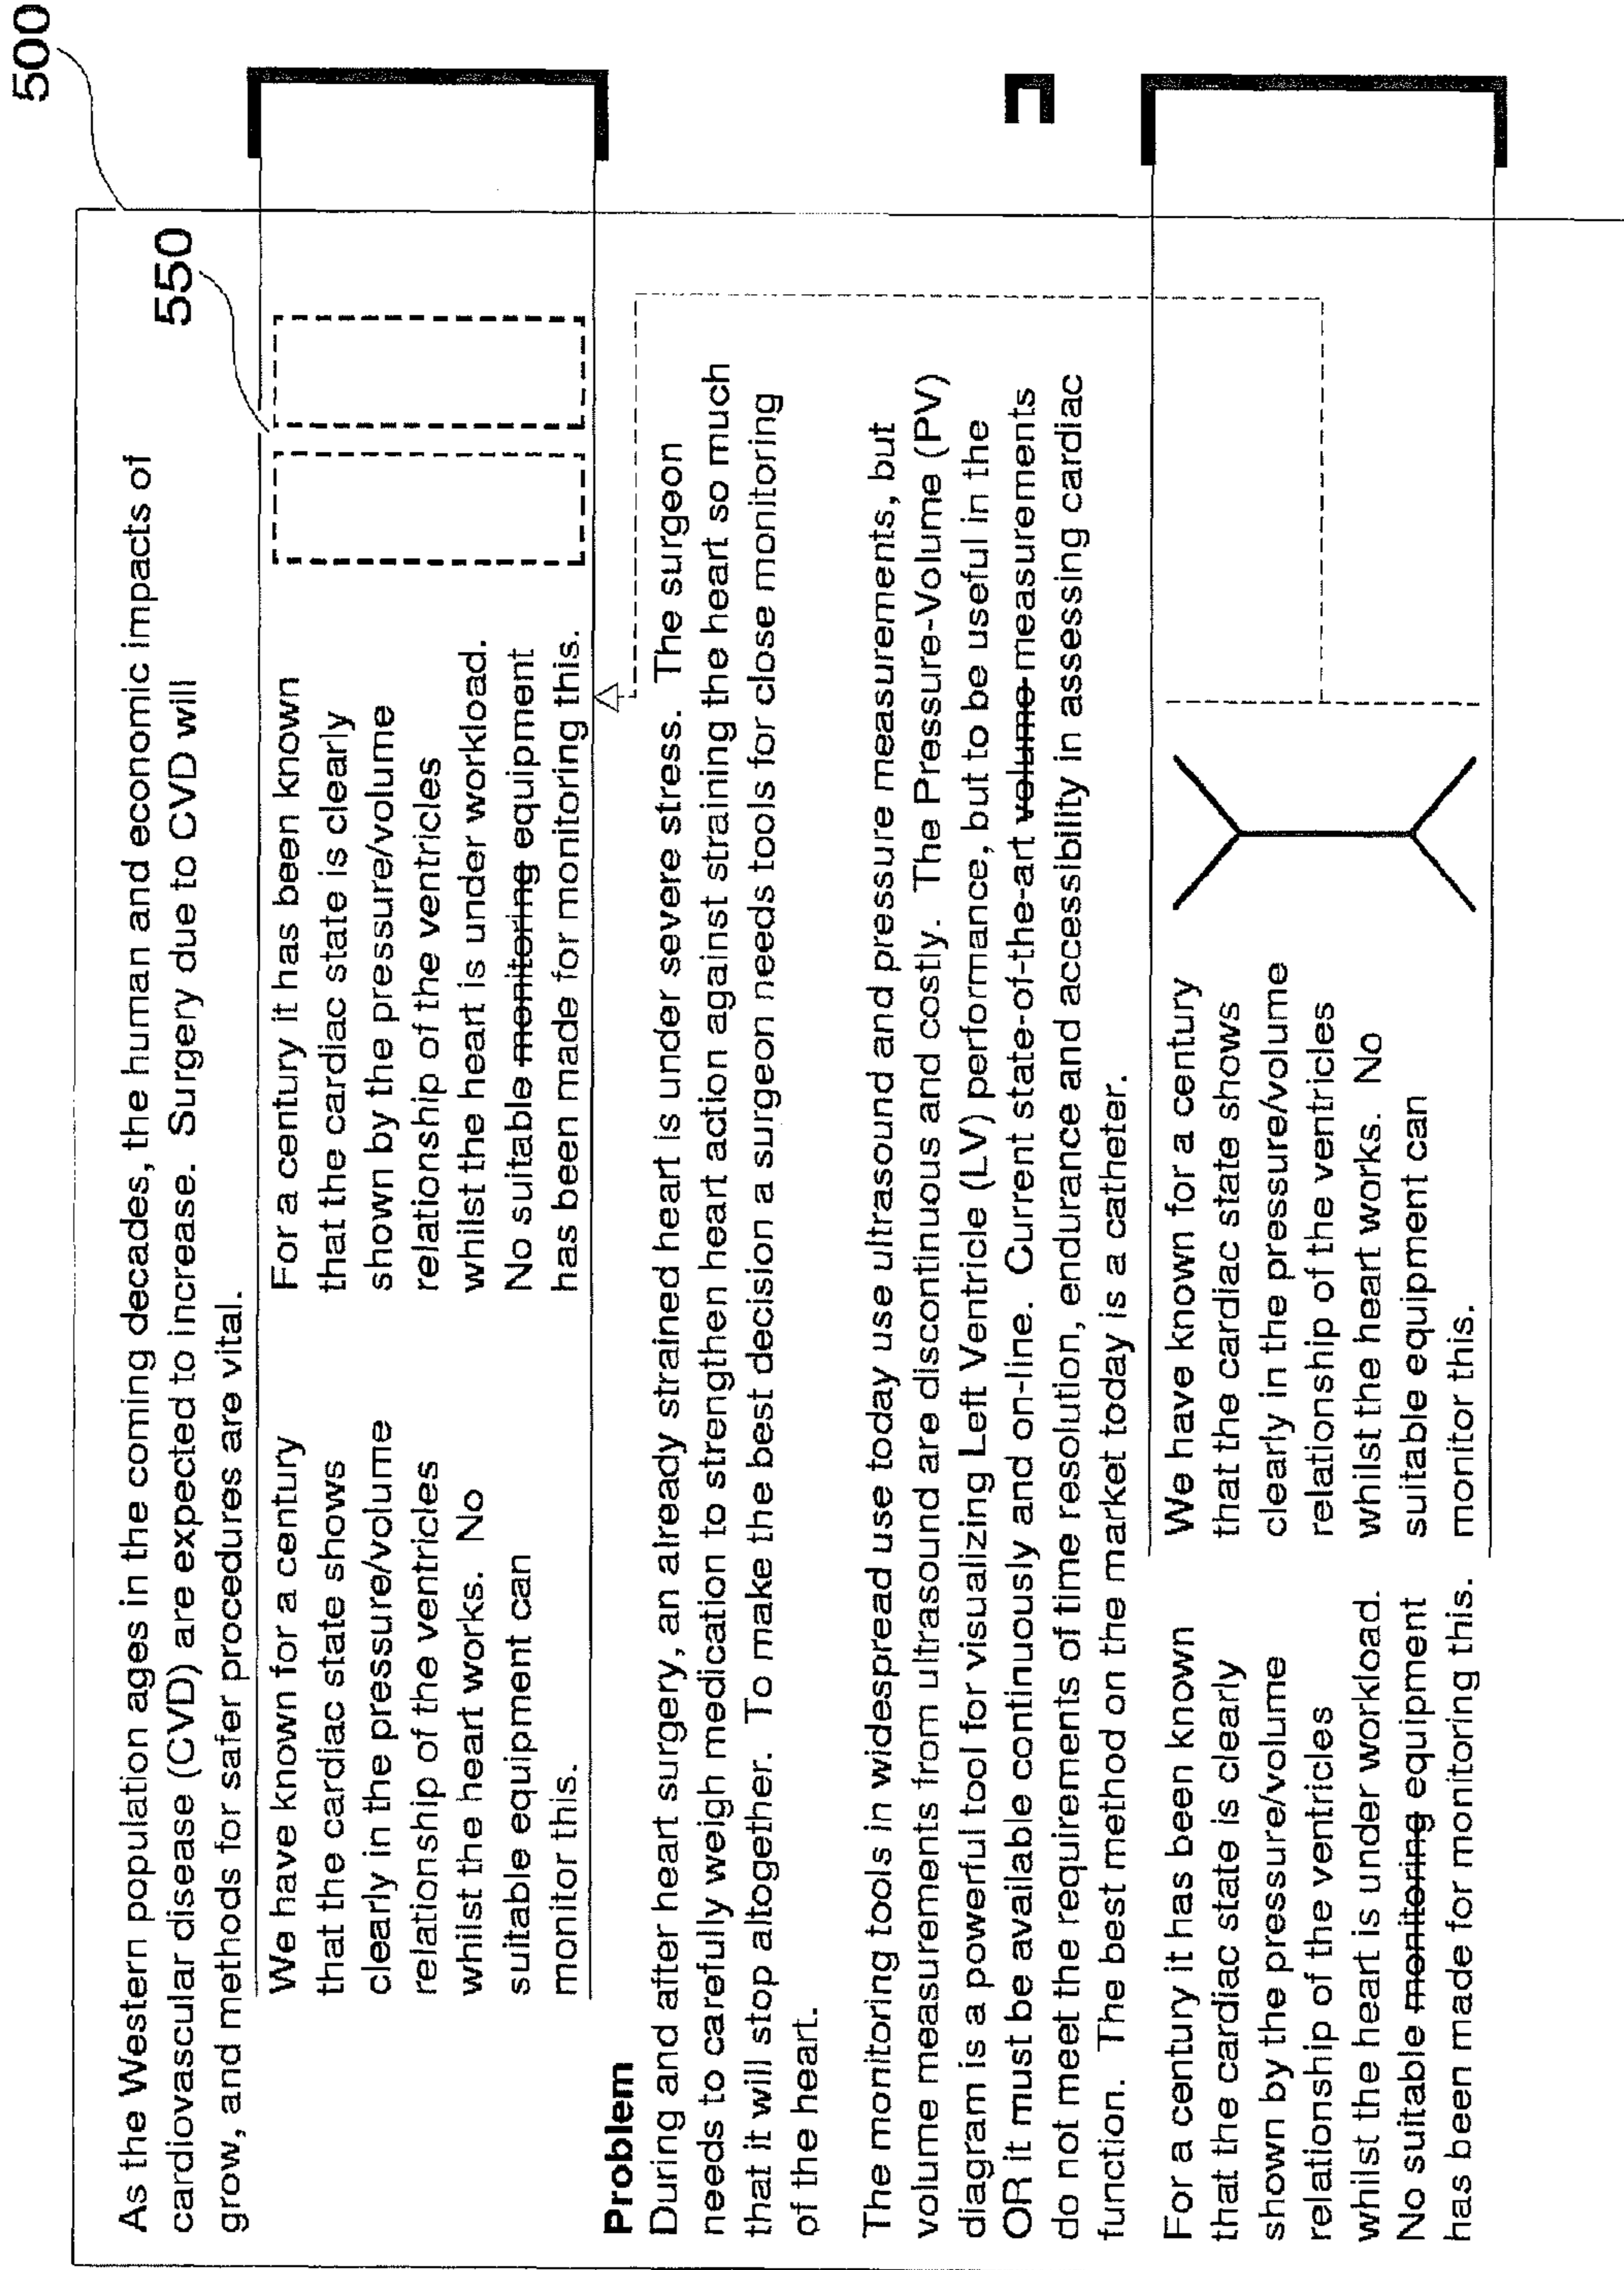 500
As the Western population ages in the coming decades, the human and economic impacts of
cardiovascular disease (CVD) are expected to increase. Surgery due to CVD will
grow, and methods for safer procedures are vital.
550
We have known for a century
that the cardiac state shows
clearly in the pressure/volume
relationship of the ventricles
whilst the heart works. No
suitable equipment can
monitor this.
For a century it has been known
that the cardiac state is clearly
shown by the pressure/volume
relationship of the ventricles
whilst the heart is under workload.
No suitable monitoring equipment
has been made for monitoring this.
Problem
During and after heart surgery, an already strained heart is under severe stress. The surgeon
needs to carefully weigh medication to strengthen heart action against straining the heart so much
that it will stop altogether. To make the best decision a surgeon needs tools for close monitoring
of the heart.
The monitoring tools in widespread use today use ultrasound and pressure measurements, but
volume measurements from ultrasound are discontinuous and costly. The Pressure-Volume (PV)
diagram is a powerful tool for visualizing Left Ventricle (LV) performance, but to be useful in the
OR it must be available continuously and on-line. Current state-of-the-art volume measurements
do not meet the requirements of time resolution, endurance and accessibility in assessing cardiac
function. The best method on the market today is a catheter.
For a century it has been known
that the cardiac state is clearly
shown by the pressure/volume
relationship of the ventricles
whilst the heart is under workload.
No suitable monitoring equipment
has been made for monitoring this.
We have known for a century
that the cardiac state shows
clearly in the pressure/volume
relationship of the ventricles
whilst the heart works. No
suitable equipment can
monitor this.